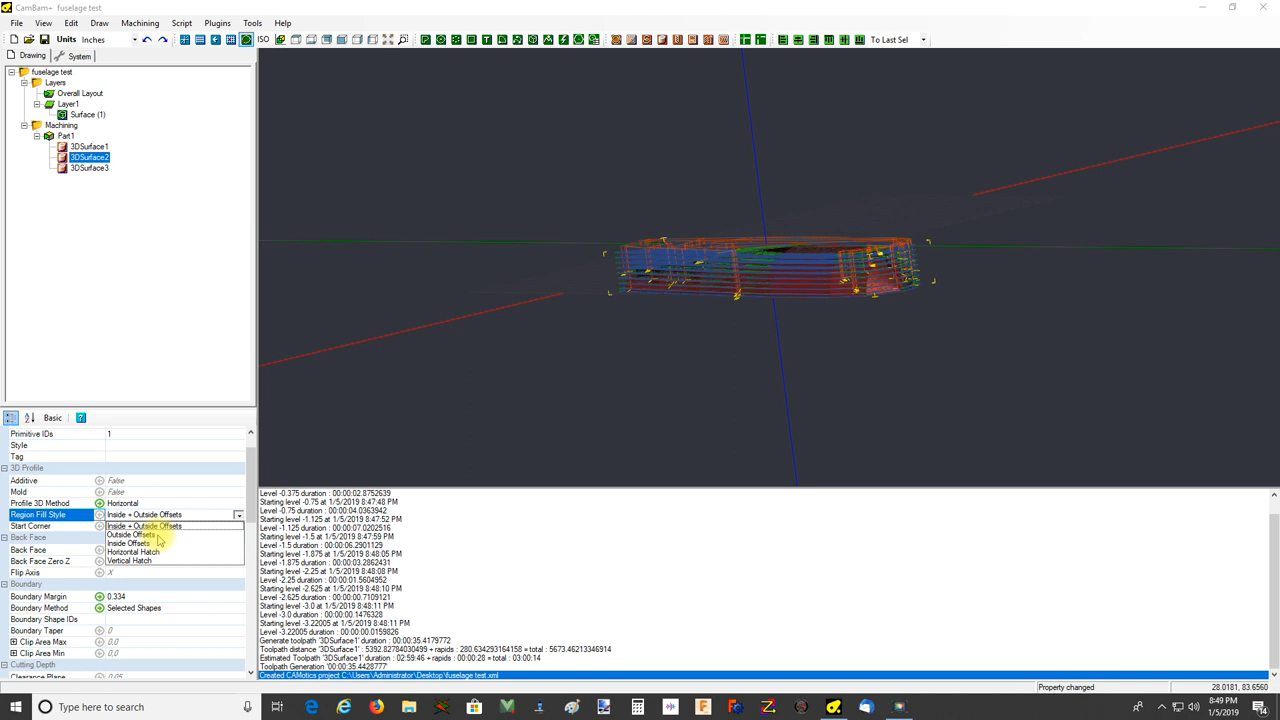 CamBam+ fuselage test
File View Edit Draw Machining Script Plugins Tools Help
Units Inches ISO To Last Sel
Drawing System
fuselage test
Layers
Overall Layout
Layer1
Surface (1)
Machining
Part1
3DSurface1
3DSurface2
3DSurface3
Basic
Primitive IDs 1
Style
Tag
3D Profile
Additive False
Mold False
Profile 3D Method Horizontal
Region Fill Style Inside + Outside Offsets
Start Corner Inside + Outside Offsets
Outside Offsets
Back Face
Inside Offsets
Back Face Horizontal Hatch
Back Face Zero Z Vertical Hatch
Flip Axis X
Boundary
Boundary Margin 0.334
Boundary Method Selected Shapes
Boundary Shape IDs
Boundary Taper 0
Clip Area Max 0,0
Clip Area Min 0,0
Cutting Depth
Clearance Plane 0.05
Level -0.375 duration : 00:00:02.8752639
Starting level -0.75 at 1/5/2019 8:47:48 PM
Level -0.75 duration : 00:00:04.0363942
Starting level -1.125 at 1/5/2019 8:47:52 PM
Level -1.125 duration : 00:00:07.0202516
Starting level -1.5 at 1/5/2019 8:47:59 PM
Level -1.5 duration : 00:00:06.2901129
Starting level -1.875 at 1/5/2019 8:48:05 PM
Level -1.875 duration : 00:00:03.2862431
Starting level -2.25 at 1/5/2019 8:48:08 PM
Level -2.25 duration : 00:00:01.5604952
Starting level -2.625 at 1/5/2019 8:48:10 PM
Level -2.625 duration : 00:00:00.7109121
Starting level -3.0 at 1/5/2019 8:48:11 PM
Level -3.0 duration : 00:00:00.1476328
Starting level -3.22005 at 1/5/2019 8:48:11 PM
Level -3.22005 duration : 00:00:00.0159826
Generate toolpath '3DSurface1' duration : 00:00:35.4179772
Toolpath distance '3DSurface1' : 5392.82784030499 + rapids : 280.634293164158 = total : 5673.46213346914
Estimated Toolpath '3DSurface1' duration : 02:59:46 + rapids : 00:00:28 = total : 03:00:14
Toolpath Generation '00:00:35.4428777'
Created CAMotics project C:\Users\Administrator\Desktop\fuselage test.xml
Property changed 28.0181, 83.6560
Type here to search
8:49 PM
1/5/2019